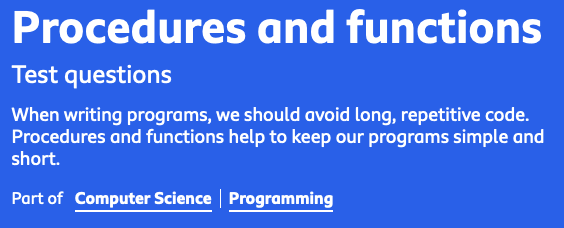 Procedures and functions
Test questions
When writing programs, we should avoid long, repetitive code.
Procedures and functions help to keep our programs simple and
short.
Part of Computer Science | Programming